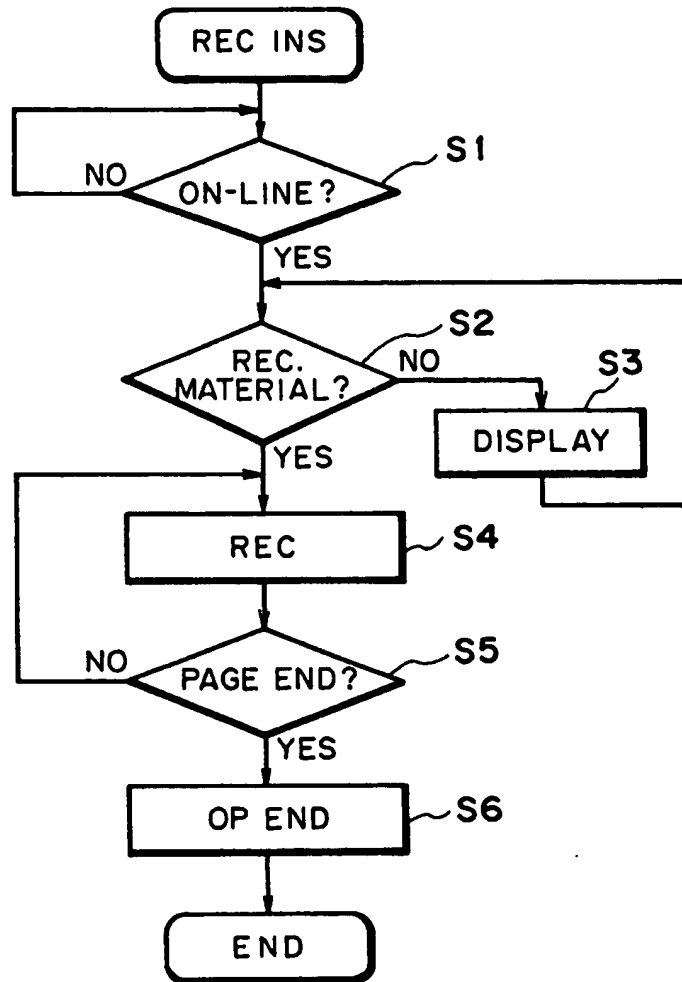 REC INS
S1
NO
ON-LINE?
YES
S2
REC.
MATERIAL?
NO
S3
DISPLAY
YES
REC
S4
NO
PAGE END?
S5
YES
OP END
S6
END